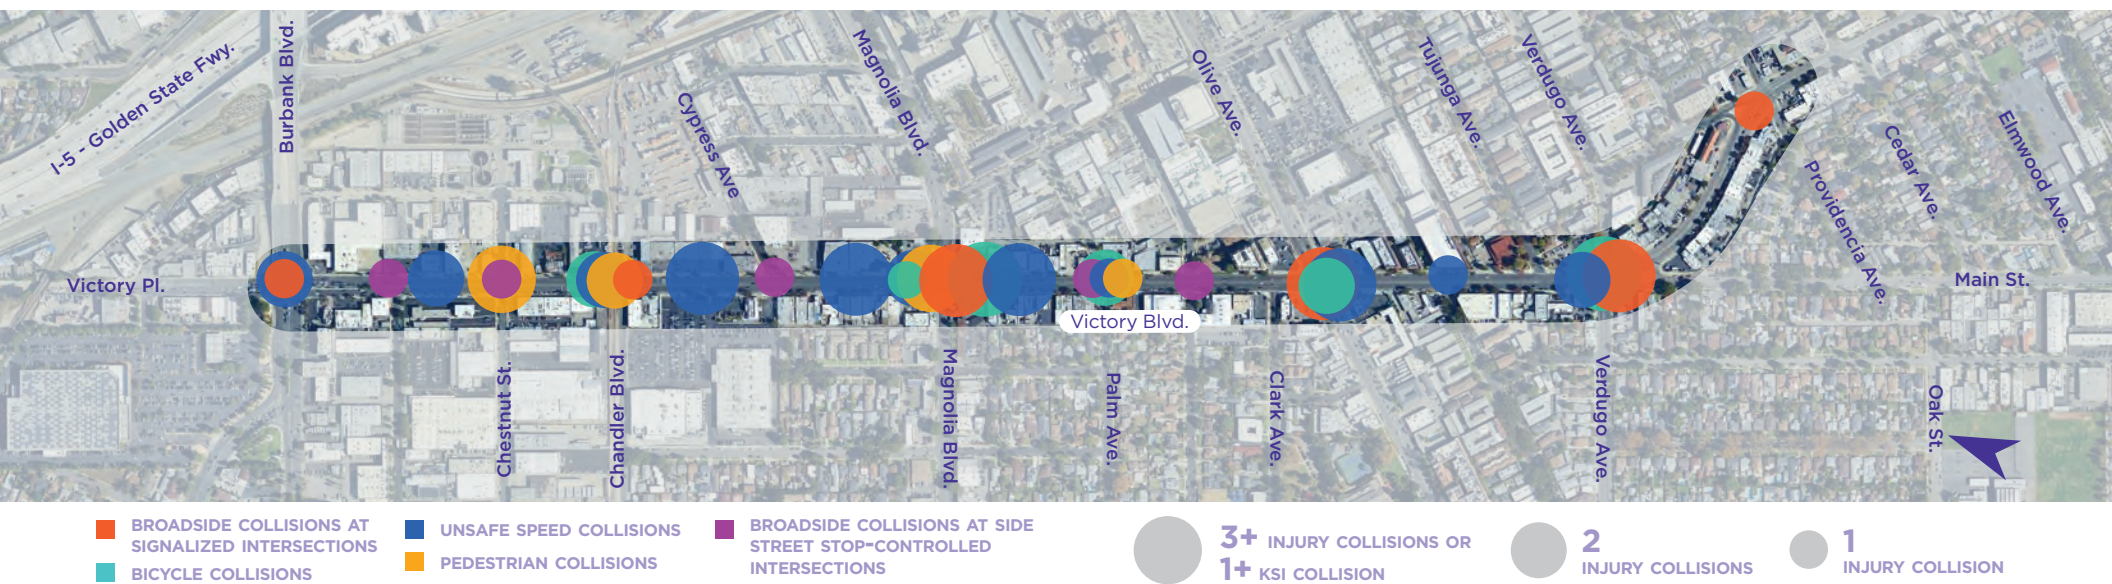 I-5 - Golden State Fwy.
Burbank Blvd.
Cypress Ave
Magnolia Blvd.
Olive Ave.
Tujunga Ave.
Verdugo Ave.
Providencia Ave.
Cedar Ave.
Elmwood Ave.
Victory Pl.
Main St.
Victory Blvd.
Chestnut St.
Chandler Blvd.
Magnolia Blvd.
Palm Ave.
Clark Ave.
Verdugo Ave.
Oak St.
BROADSIDE COLLISIONS AT
SIGNALIZED INTERSECTIONS
BICYCLE COLLISIONS
UNSAFE SPEED COLLISIONS
PEDESTRIAN COLLISIONS
BROADSIDE COLLISIONS AT SIDE
STREET STOP-CONTROLLED
INTERSECTIONS
3+ INJURY COLLISIONS OR
1+ KSI COLLISION
2
INJURY COLLISIONS
1
INJURY COLLISION